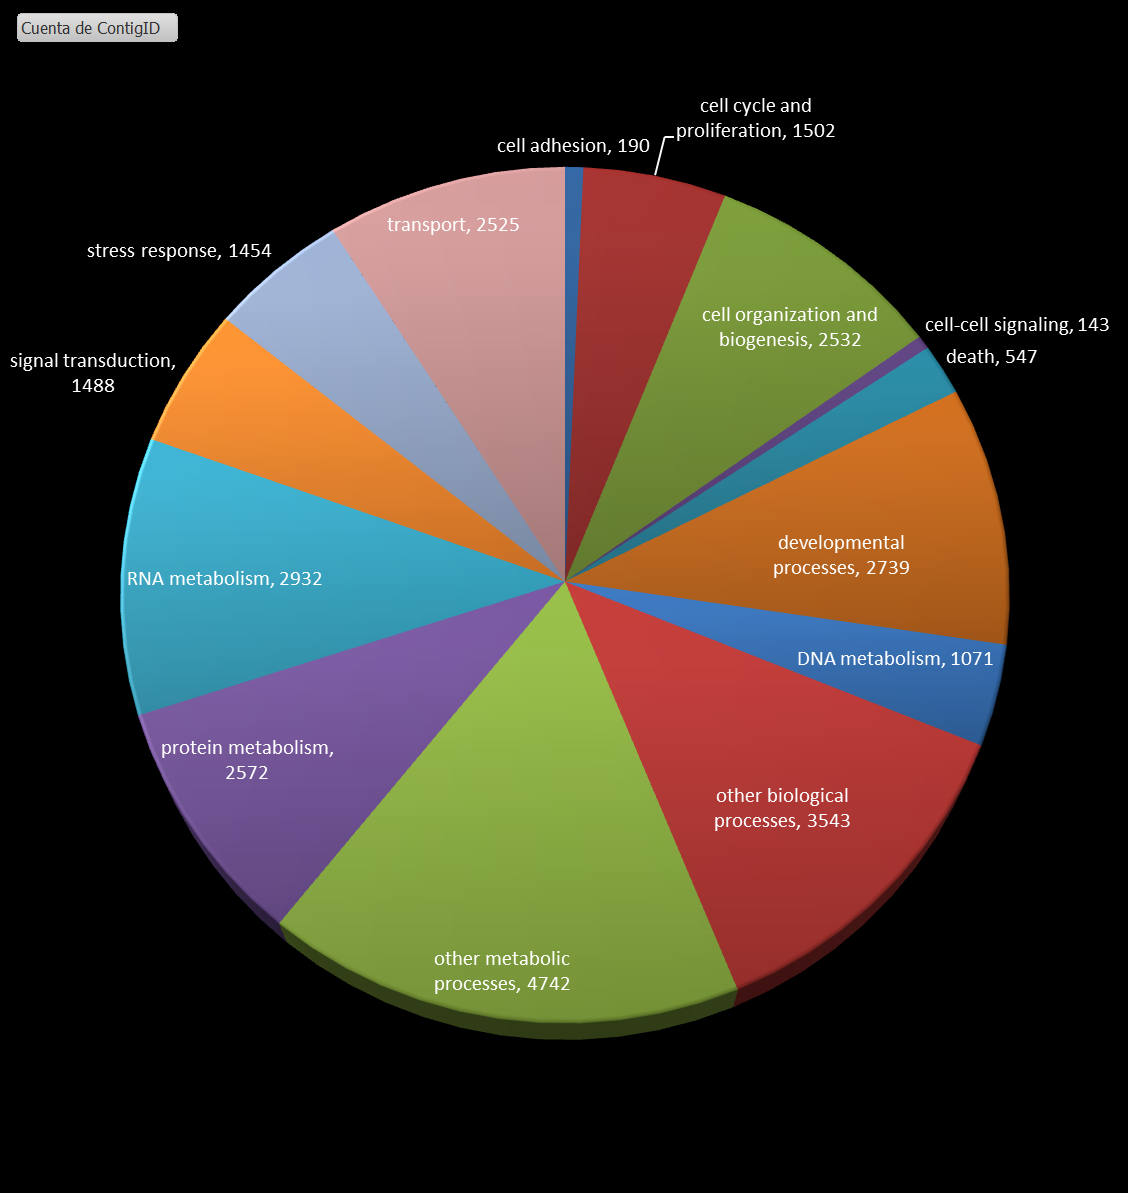 Cuenta de ContigID
cell cycle and
proliferation, 1502
cell adhesion, 190
transport, 2525
stress response, 1454
cell organization and
biogenesis, 2532
cell-cell signaling, 143
death, 547
signal transduction,
1488
developmental
processes, 2739
RNA metabolism, 2932
DNA metabolism, 1071
protein metabolism,
2572
other biological
processes, 3543
other metabolic
processes, 4742